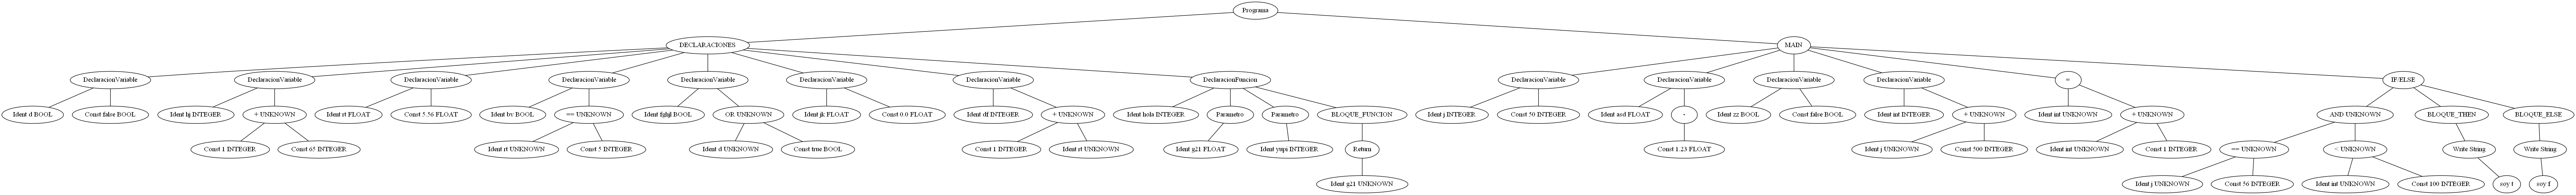 Programa
DECLARACIONES
MAIN
DeclaracionVariable
DeclaracionVariable
DeclaracionVariable
DeclaracionVariable
DeclaracionVariable
DeclaracionVariable
DeclaracionVariable
DeclaracionFuncion
DeclaracionVariable
DeclaracionVariable
DeclaracionVariable
DeclaracionVariable
=
IF/ELSE
Ident d BOOL
Const false BOOL
Ident hj INTEGER
+ UNKNOWN
Ident rt FLOAT
Const 5.56 FLOAT
Ident bv BOOL
== UNKNOWN
Ident fghjl BOOL
OR UNKNOWN
Ident jk FLOAT
Const 0.0 FLOAT
Ident df INTEGER
+ UNKNOWN
Ident hola INTEGER
Parametro
Parametro
BLOQUE_FUNCION
Ident j INTEGER
Const 50 INTEGER
Ident asd FLOAT
-
Ident zz BOOL
Const false BOOL
Ident int INTEGER
+ UNKNOWN
Ident int UNKNOWN
+ UNKNOWN
AND UNKNOWN
BLOQUE_THEN
BLOQUE_ELSE
Const 1 INTEGER
Const 65 INTEGER
Ident rt UNKNOWN
Const 5 INTEGER
Ident d UNKNOWN
Const true BOOL
Const 1 INTEGER
Ident rt UNKNOWN
Ident g21 FLOAT
Ident yupi INTEGER
Return
Const 1.23 FLOAT
Ident j UNKNOWN
Const 500 INTEGER
Ident int UNKNOWN
Const 1 INTEGER
== UNKNOWN
< UNKNOWN
Write String
Write String
Ident g21 UNKNOWN
Ident j UNKNOWN
Const 56 INTEGER
Ident int UNKNOWN
Const 100 INTEGER
soy t
soy f